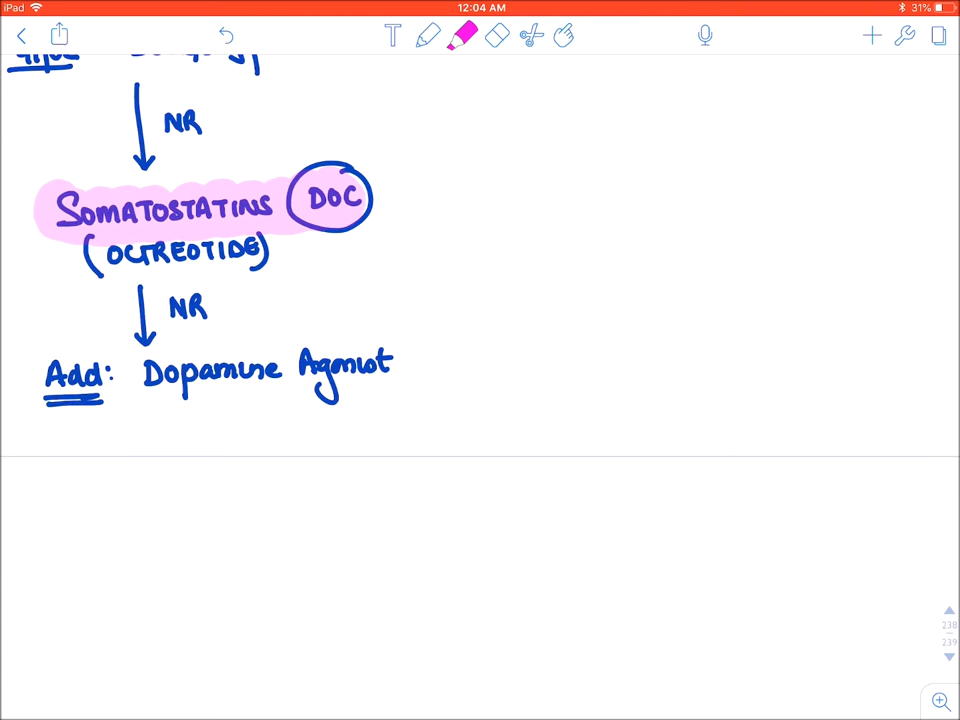 iPad 12:04 AM 31%
T
NR
SOMATOSTATINS DOC
(OCTREOTIDE)
NR
Add: Dopamine Agonist
238
239